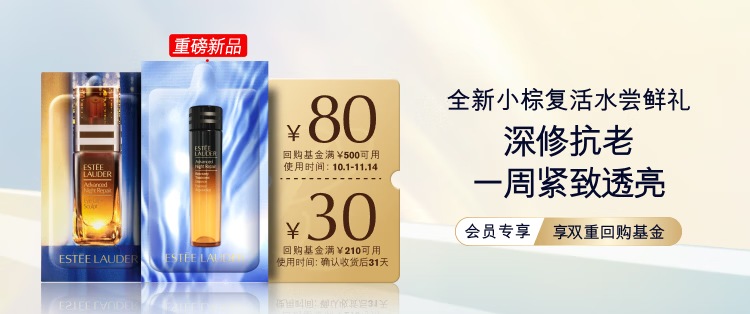 重磅新品
ESTĒE
LAUDER
Advanced
Night Repair
ESTĒE LAUDER
ESTĒE
LAUDER
Advanced
Night Repair
¥80
回购基金满¥500可用
使用时间：10.1-11.14
¥30
回购基金满¥210可用
使用时间：确认收货后31天
全新小棕复活水尝鲜礼
深修抗老
一周紧致透亮
会员专享
享双重回购基金